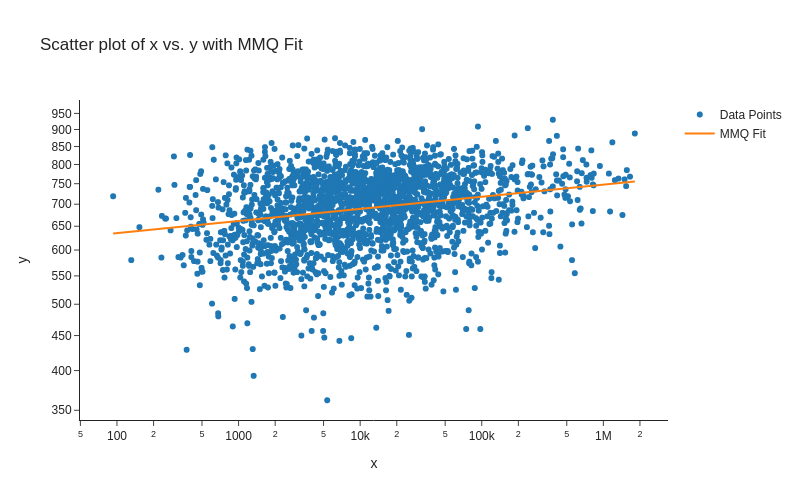 Scatter plot of x vs. y with MMQ Fit
Data Points
MMQ Fit
y
950
900
850
800
750
700
650
600
550
500
450
400
350
5 100 2 5 1000 2 5 10k 2 5 100k 2 5 1M 2
x